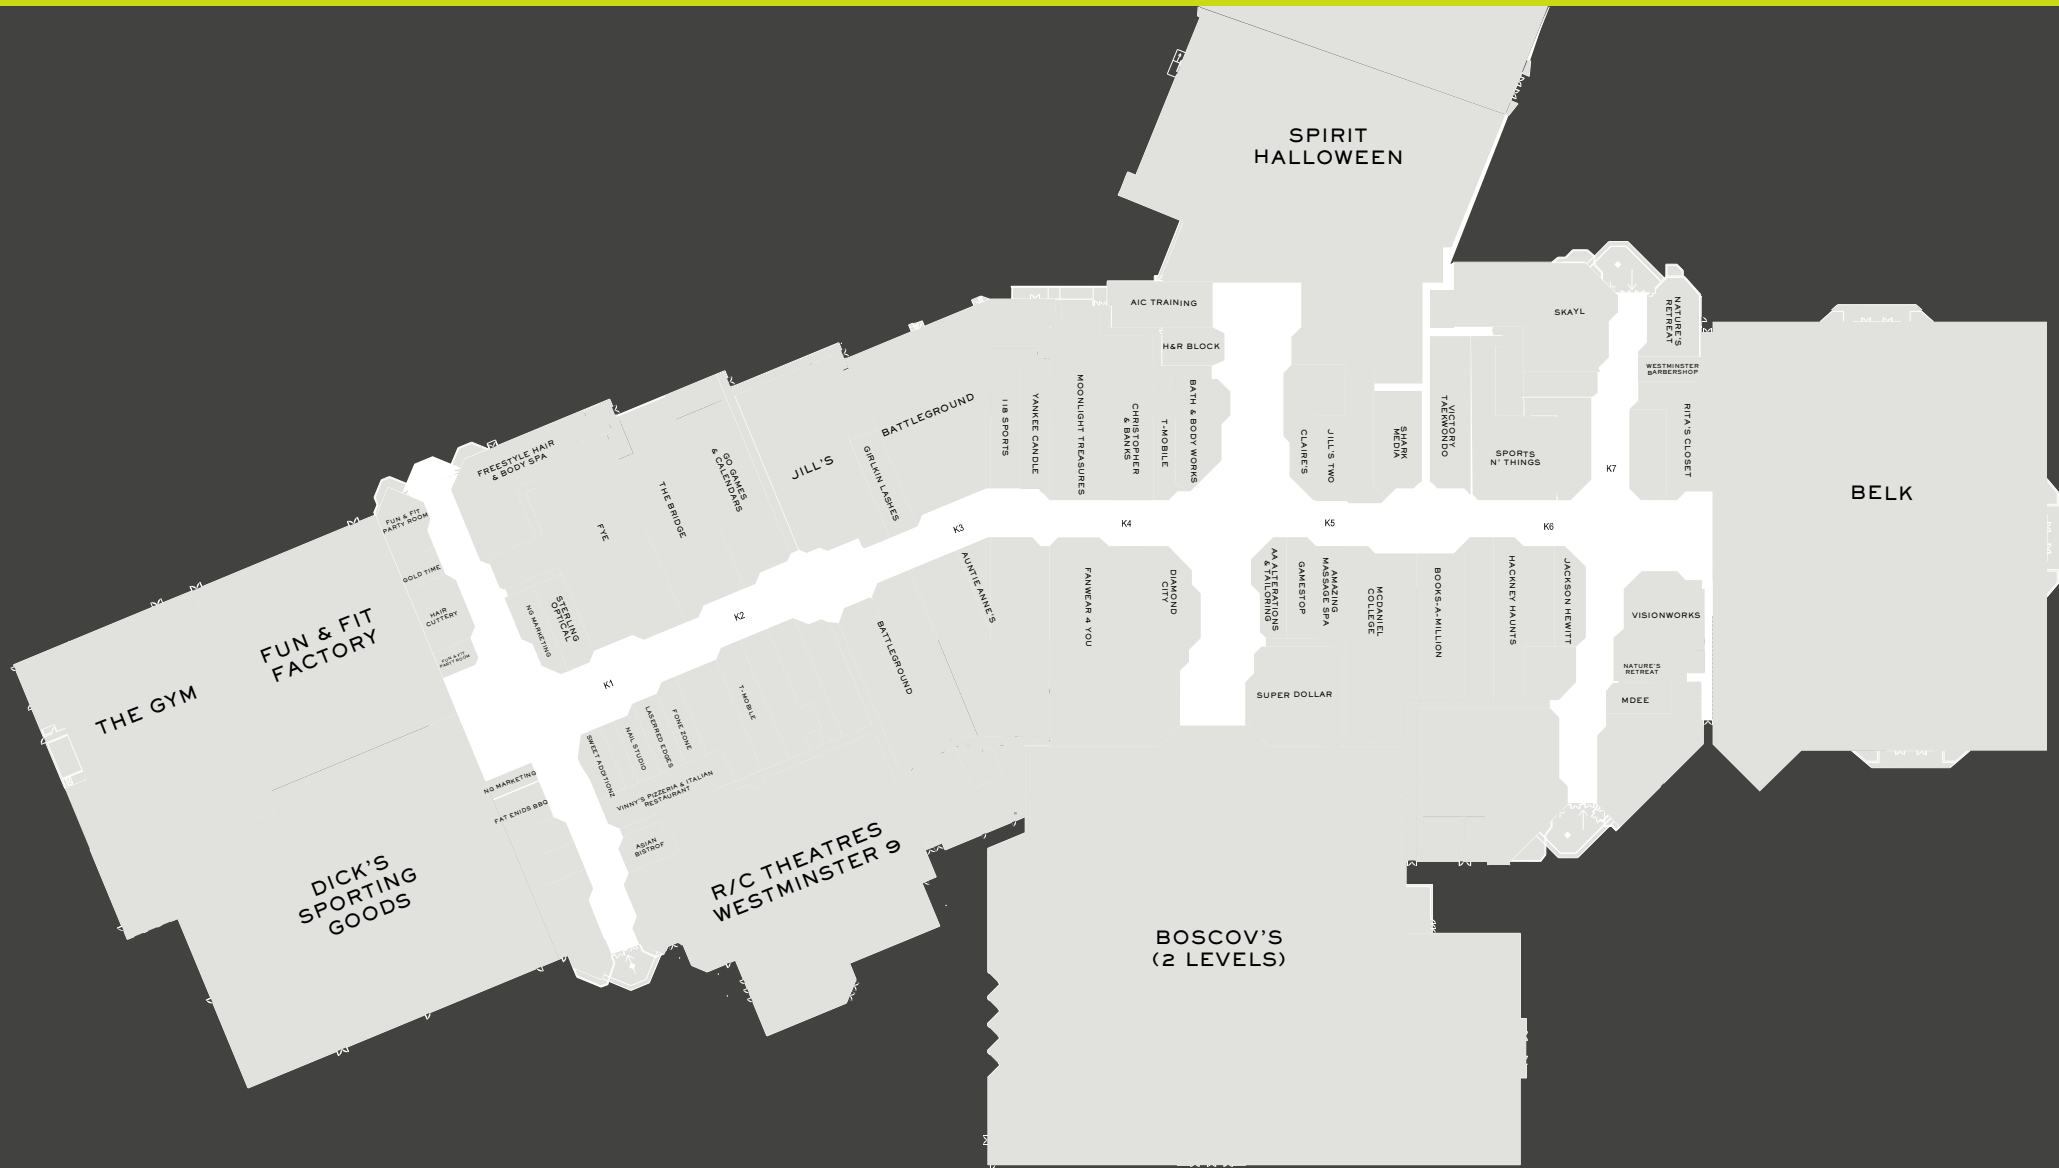 SPIRIT
HALLOWEEN
AIC TRAINING
H&R BLOCK
SKAYL
NATURE'S
RETREAT
WESTMINSTER
BARBERSHOP
RITA'S CLOSET
BELK
BATTLEGROUND
118 SPORTS
YANKEE CANDLE
MOONLIGHT TREASURES
CHRISTOPHER
& BANKS
T-MOBILE
BATH & BODY WORKS
CLAIRE'S
JILL'S TWO
SHARK
MEDIA
VICTORY
TAEKWONDO
SPORTS
N' THINGS
K7
FREESTYLE HAIR
& BODY SPA
FYE
THE BRIDGE
GO GAMES
& CALENDARS
JILL'S
GIRLKIN LASHES
FUN & FIT
PARTY ROOM
GOLD TIME
HAIR
CUTTERY
FUN & FIT
PARTY ROOM
NG MARKETING
STERLING
OPTICAL
K1
K2
K3
K4
K5
K6
FUN & FIT
FACTORY
THE GYM
AUNTIE ANNE'S
FANWEAR 4 YOU
DIAMOND
CITY
AA ALTERATIONS
& TAILORING
GAMESTOP
AMAZING
MASSAGE SPA
MCDANIEL
COLLEGE
BOOKS-A-MILLION
HACKNEY HAUNTS
JACKSON HEWITT
VISIONWORKS
NATURE'S
RETREAT
MDEE
SUPER DOLLAR
BATTLEGROUND
T-MOBILE
FONE ZONE
LASERRED EDGES
NAIL STUDIO
SWEET ADDITIONZ
VINNY'S PIZZERIA & ITALIAN
RESTAURANT
NG MARKETING
FAT ENIDS BBQ
ASIAN
BISTROF
R/C THEATRES
WESTMINSTER 9
DICK'S
SPORTING
GOODS
BOSCOV'S
(2 LEVELS)